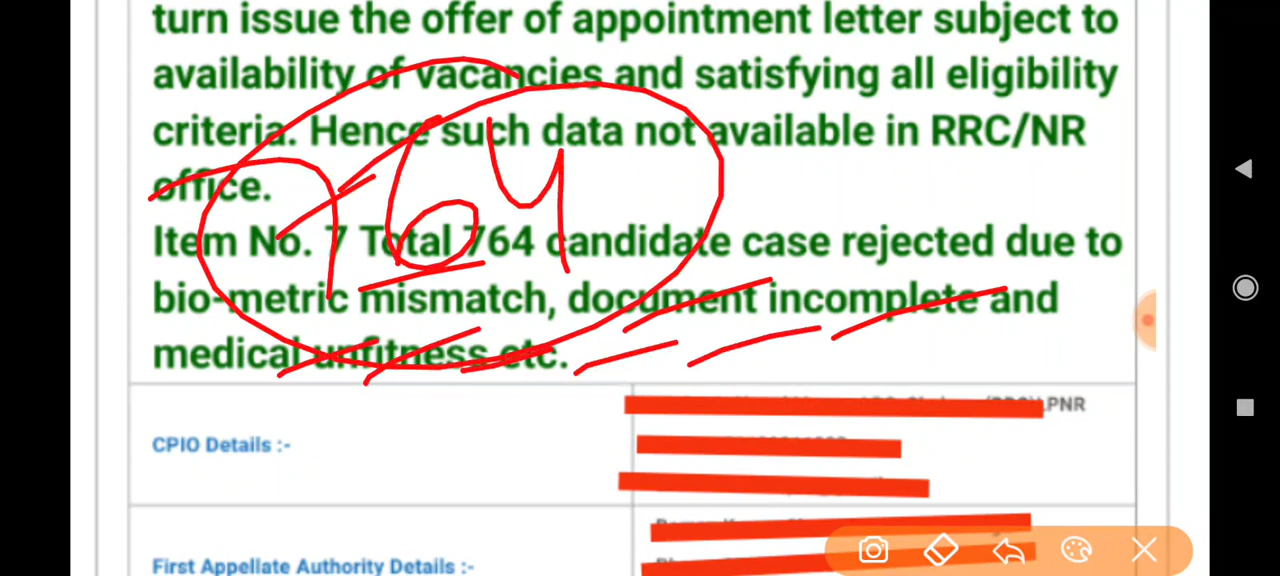 turn issue the offer of appointment letter subject to
availability of vacancies and satisfying all eligibility
criteria. Hence such data not available in RRC/NR
office.
764
Item No. 7 Total 764 candidate case rejected due to
bio-metric mismatch, document incomplete and
medical unfitness etc.
CPIO Details :-
PNR
First Appellate Authority Details :-